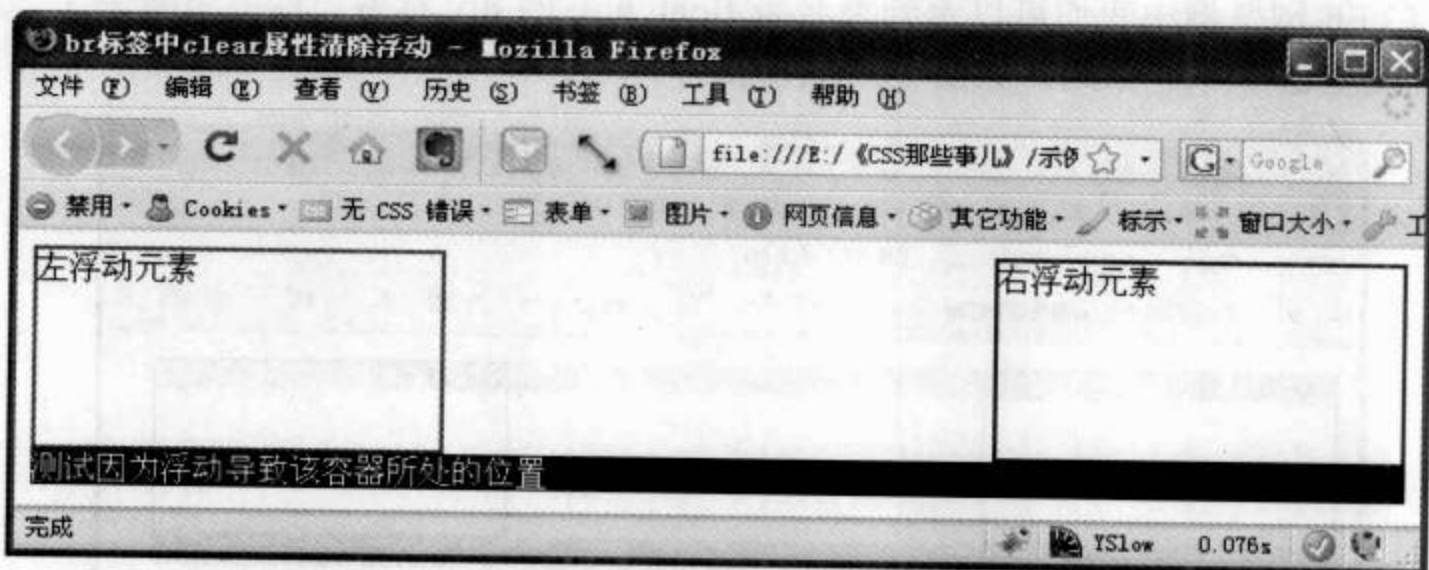 br标签中clear属性清除浮动 - Mozilla Firefox
文件 (F) 编辑 (E) 查看 (V) 历史 (S) 书签 (B) 工具 (T) 帮助 (H)
file:///E:/《CSS那些事儿》/示例 G Google
禁用 Cookies 无 CSS 错误 表单 图片 网页信息 其它功能 标示 窗口大小 工
左浮动元素
右浮动元素
测试因为浮动导致该容器所处的位置
完成 YSlow 0.076s